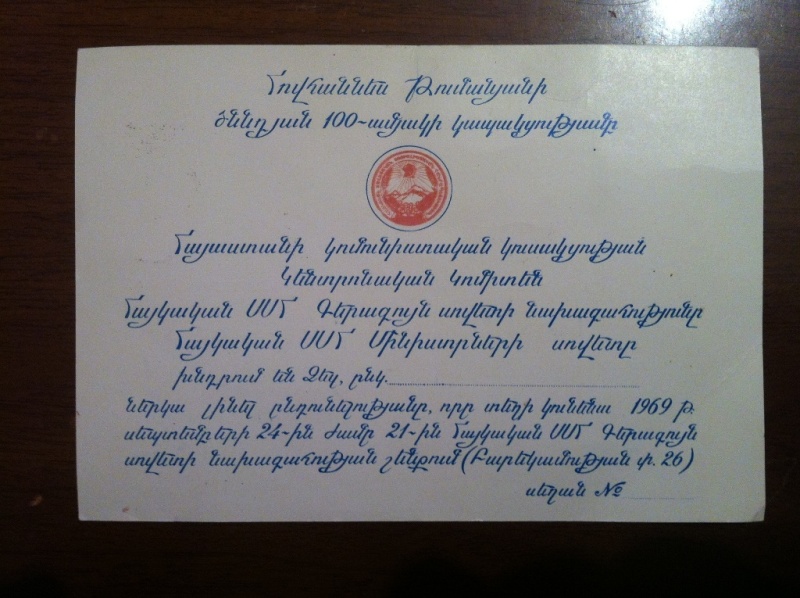 Հովհաննես Թումանյանի
ծննդյան 100-ամյակի կապակցությամբ
Հայաստանի կոմունիստական կուսակցության
Կենտրոնական Կոմիտեն
Հայկական ՍՍՀ Գերագույն սովետի նախագահությունը
Հայկական ՍՍՀ Մինիստրների սովետը
խնդրում են Ձեզ, ընկ.
ներկա լինել ընդունելությանը, որը տեղի կունենա 1969 թ.
սեպտեմբերի 24-ին ժամը 21-ին Հայկական ՍՍՀ Գերագույն
սովետի նախագահության շենքում (Բարեկամության փ. 26)
սեղան №